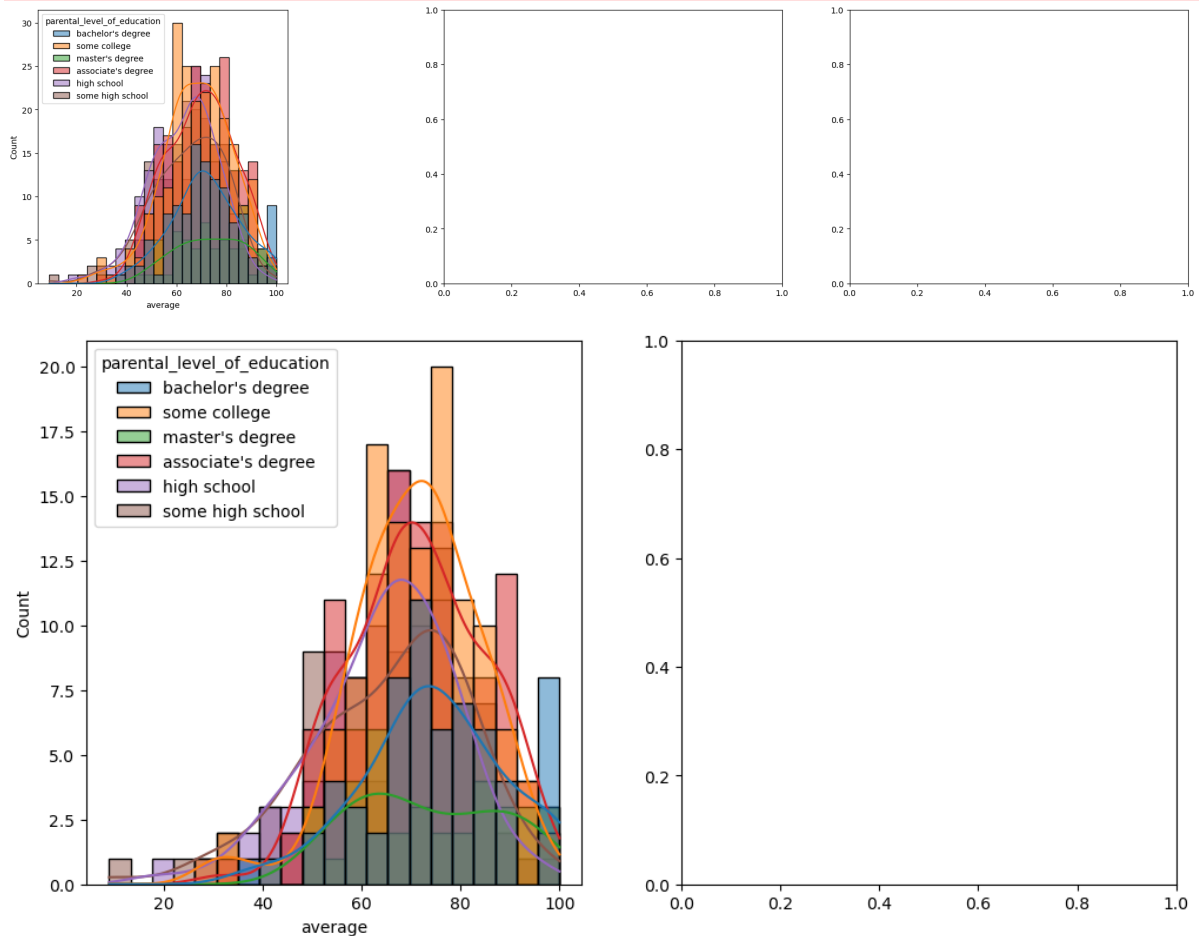 parental_level_of_education
bachelor's degree
some college
master's degree
associate's degree
high school
some high school
Count
30
25
20
15
10
5
0
20 40 60 80 100
average
1.0
0.8
0.6
0.4
0.2
0.0
0.0 0.2 0.4 0.6 0.8 1.0
1.0
0.8
0.6
0.4
0.2
0.0
0.0 0.2 0.4 0.6 0.8 1.0
parental_level_of_education
bachelor's degree
some college
master's degree
associate's degree
high school
some high school
Count
20.0
17.5
15.0
12.5
10.0
7.5
5.0
2.5
0.0
20 40 60 80 100
average
1.0
0.8
0.6
0.4
0.2
0.0
0.0 0.2 0.4 0.6 0.8 1.0